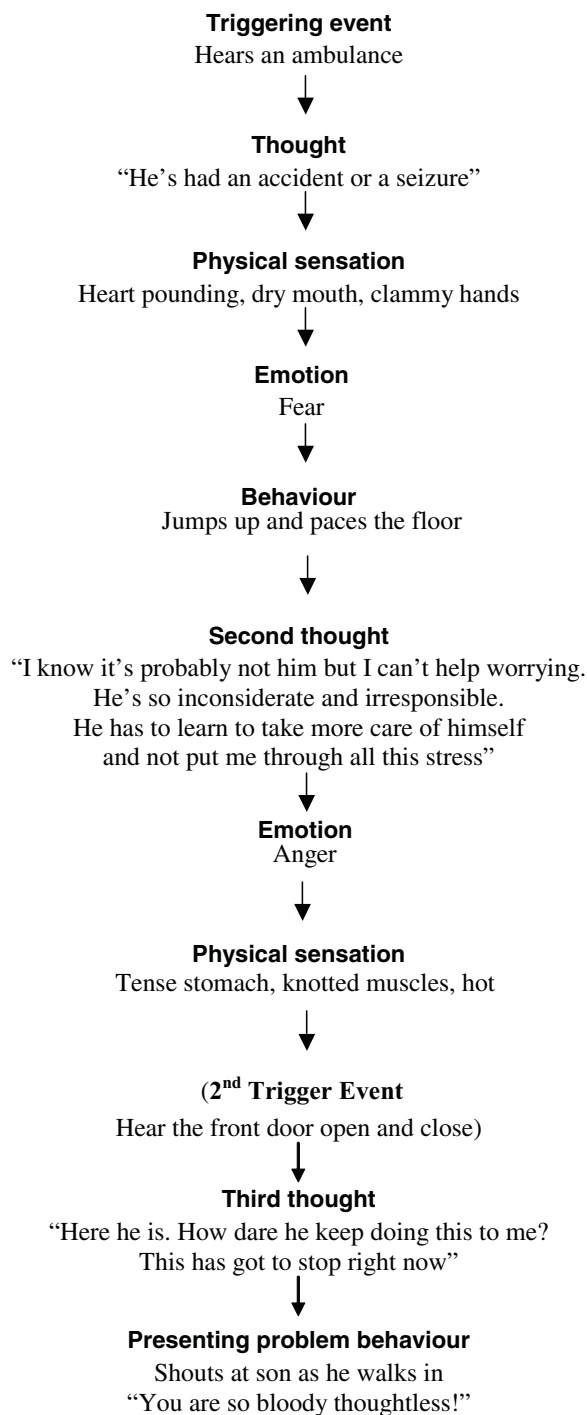 Triggering event
Hears an ambulance
Thought
“He’s had an accident or a seizure”
Physical sensation
Heart pounding, dry mouth, clammy hands
Emotion
Fear
Behaviour
Jumps up and paces the floor
Second thought
“I know it’s probably not him but I can’t help worrying.
He’s so inconsiderate and irresponsible.
He has to learn to take more care of himself
and not put me through all this stress”
Emotion
Anger
Physical sensation
Tense stomach, knotted muscles, hot
(2nd Trigger Event
Hear the front door open and close)
Third thought
“Here he is. How dare he keep doing this to me?
This has got to stop right now”
Presenting problem behaviour
Shouts at son as he walks in
“You are so bloody thoughtless!”